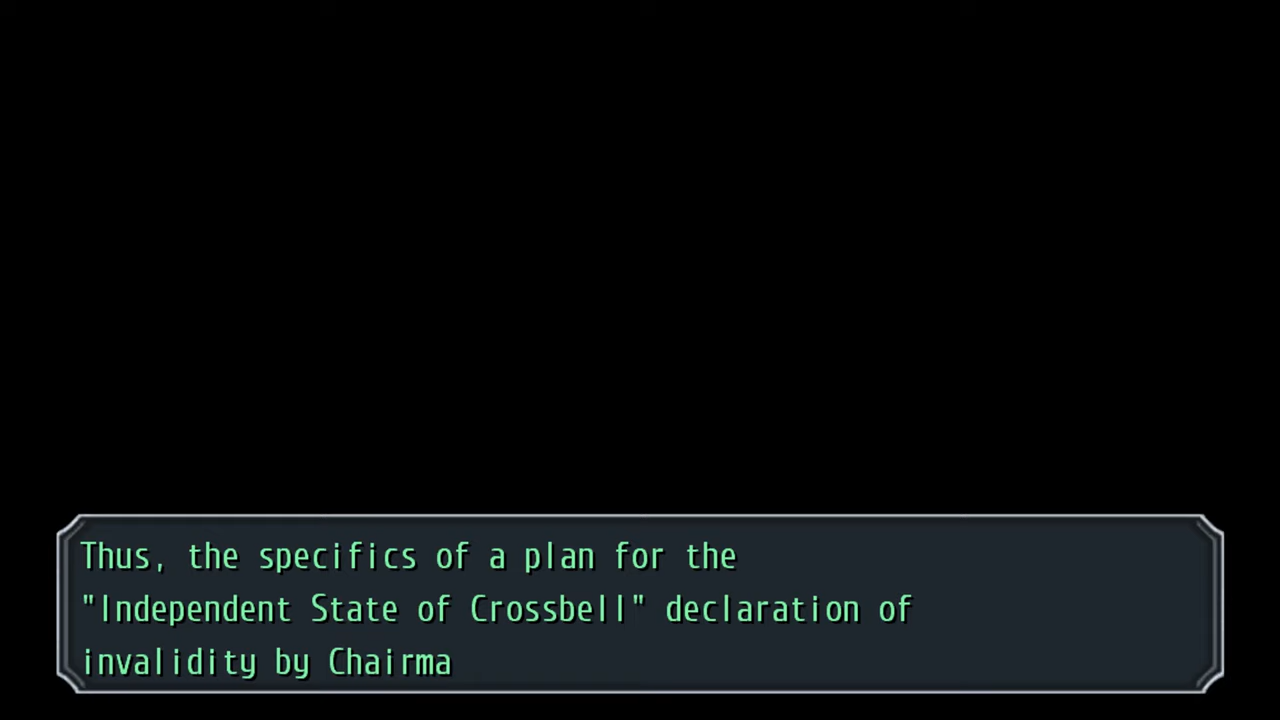 Thus, the specifics of a plan for the
"Independent State of Crossbell" declaration of
invalidity by Chairma